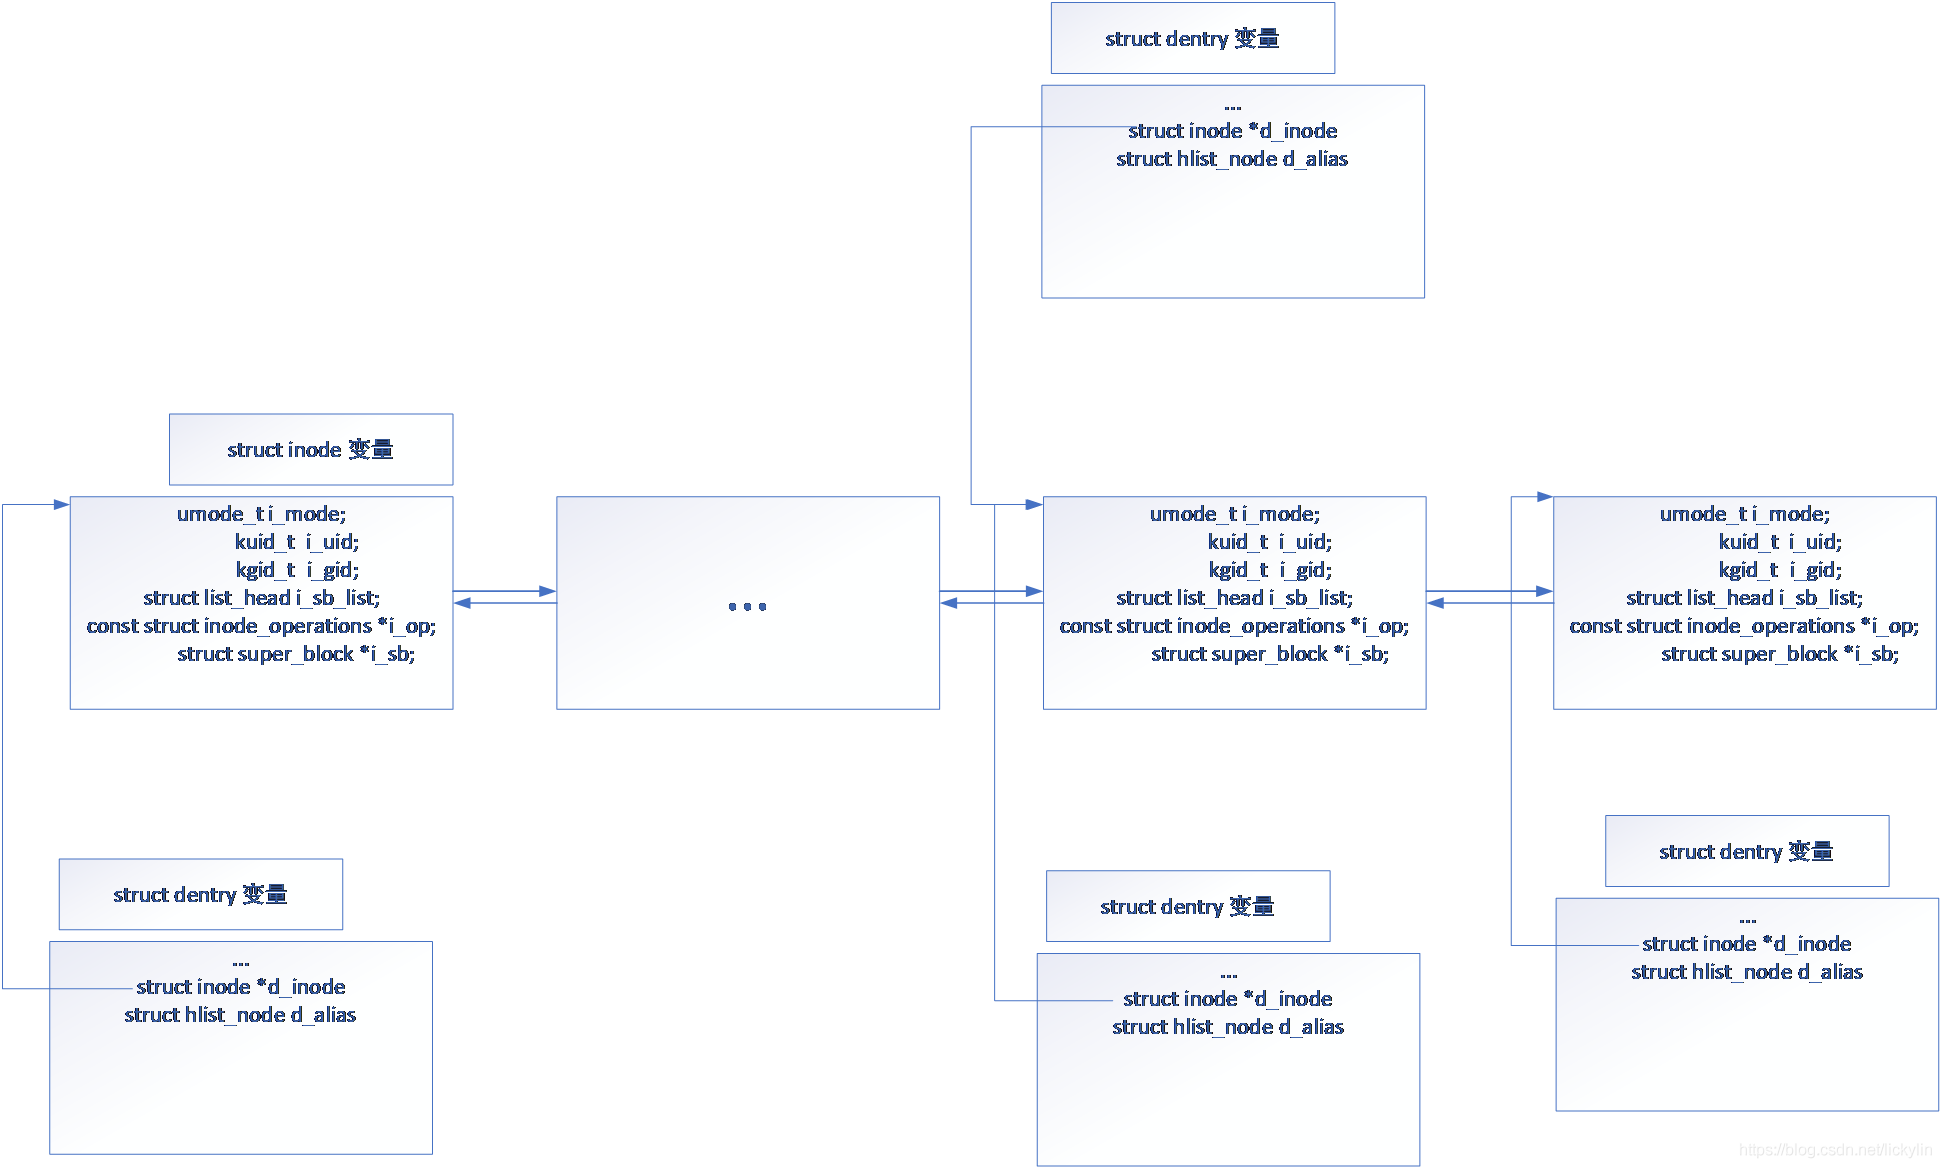 struct dentry 变量
...
struct inode *d_inode
struct hlist_node d_alias
struct inode 变量
umode_t i_mode;
kuid_t i_uid;
kgid_t i_gid;
struct list_head i_sb_list;
const struct inode_operations *i_op;
struct super_block *i_sb;
...
umode_t i_mode;
kuid_t i_uid;
kgid_t i_gid;
struct list_head i_sb_list;
const struct inode_operations *i_op;
struct super_block *i_sb;
umode_t i_mode;
kuid_t i_uid;
kgid_t i_gid;
struct list_head i_sb_list;
const struct inode_operations *i_op;
struct super_block *i_sb;
struct dentry 变量
...
struct inode *d_inode
struct hlist_node d_alias
struct dentry 变量
...
struct inode *d_inode
struct hlist_node d_alias
struct dentry 变量
...
struct inode *d_inode
struct hlist_node d_alias
https://blog.csdn.net/lickylin